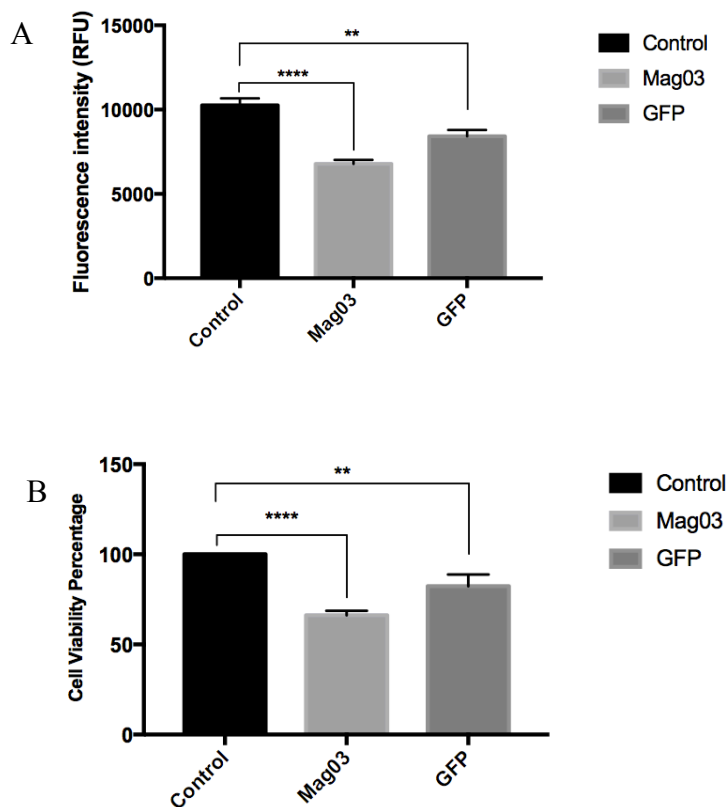 A
Fluorescence intensity (RFU)
15000
10000
5000
0
**
****
Control
Mag03
GFP
Control
Mag03
GFP
B
Cell Viability Percentage
150
100
50
0
**
****
Control
Mag03
GFP
Control
Mag03
GFP